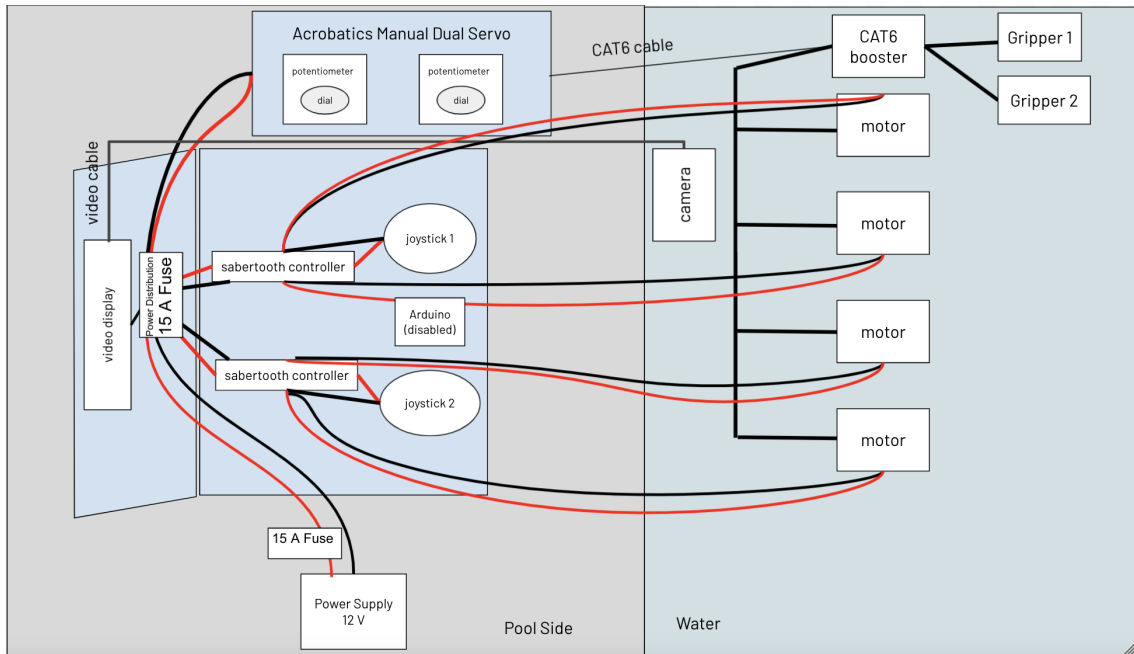 Acrobatics Manual Dual Servo
potentiometer
dial
potentiometer
dial
CAT6 cable
CAT6
booster
Gripper 1
Gripper 2
motor
camera
motor
motor
motor
video cable
video display
Power Distribution
15 A Fuse
sabertooth controller
joystick 1
Arduino
(disabled)
sabertooth controller
joystick 2
15 A Fuse
Power Supply
12 V
Pool Side
Water